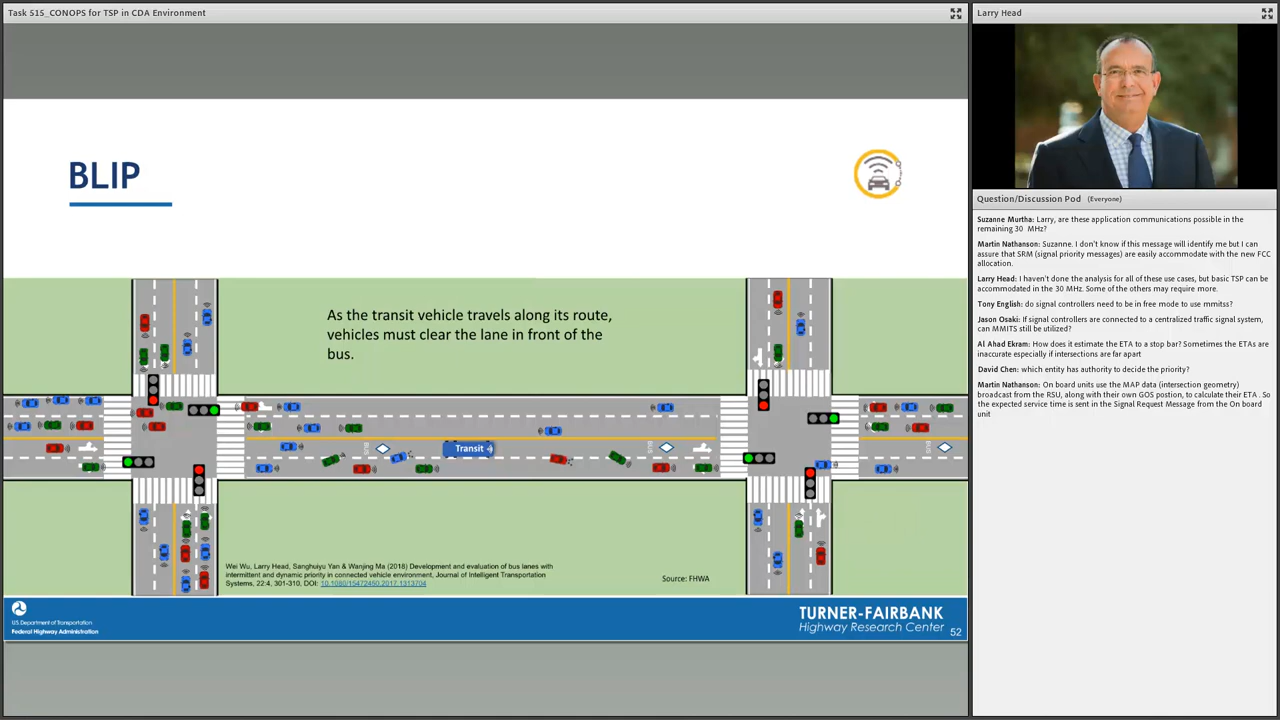 Task 515_CONOPS for TSP in CDA Environment
BLIP
As the transit vehicle travels along its route,
vehicles must clear the lane in front of the
bus.
BUS
Transit
BUS
BUS
Wei Wu, Larry Head, Sanghuiyu Yan & Wanjing Ma (2018) Development and evaluation of bus lanes with
intermittent and dynamic priority in connected vehicle environment, Journal of Intelligent Transportation
Systems, 22:4, 301-310, DOI: 10.1080/15472450.2017.1313704
Source: FHWA
US Department of Transportation
Federal Highway Administration
TURNER-FAIRBANK
Highway Research Center
52
Larry Head
Question/Discussion Pod (Everyone)
Suzanne Murtha: Larry, are these application communications possible in the
remaining 30 MHz?
Martin Nathanson: Suzanne. I don't know if this message will identify me but I can
assure that SRM (signal priority messages) are easily accommodate with the new FCC
allocation.
Larry Head: I haven't done the analysis for all of these use cases, but basic TSP can be
accommodated in the 30 MHz. Some of the others may require more.
Tony English: do signal controllers need to be in free mode to use mmitss?
Jason Osaki: If signal controllers are connected to a centralized traffic signal system,
can MMITS still be utilized?
Al Ahad Ekram: How does it estimate the ETA to a stop bar? Sometimes the ETAs are
inaccurate especially if intersections are far apart
David Chen: which entity has authority to decide the priority?
Martin Nathanson: On board units use the MAP data (intersection geometry)
broadcast from the RSU, along with their own GOS postion, to calculate their ETA . So
the expected service time is sent in the Signal Request Message from the On board
unit